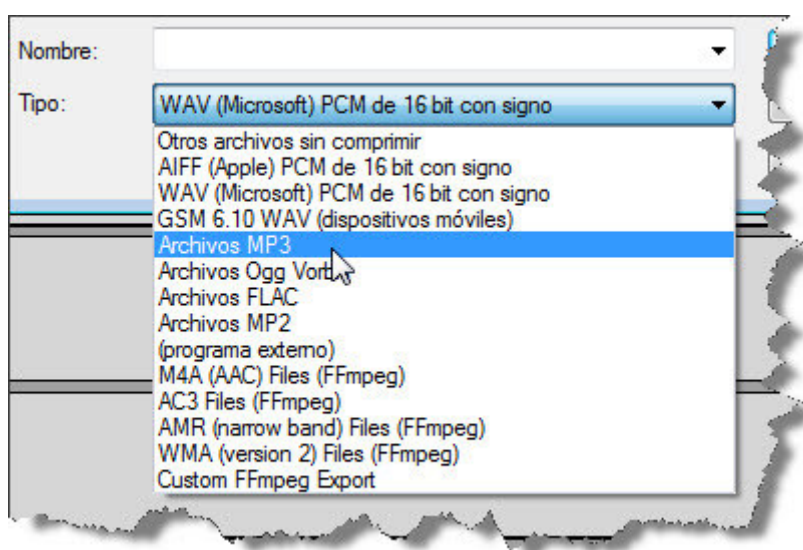 Nombre:
Tipo: WAV (Microsoft) PCM de 16 bit con signo
Otros archivos sin comprimir
AIFF (Apple) PCM de 16 bit con signo
WAV (Microsoft) PCM de 16 bit con signo
GSM 6.10 WAV (dispositivos móviles)
Archivos MP3
Archivos Ogg
Archivos FLAC
Archivos MP2
(programa externo)
M4A (AAC) Files (FFmpeg)
AC3 Files (FFmpeg)
AMR (narrow band) Files (FFmpeg)
WMA (version 2) Files (FFmpeg)
Custom FFmpeg Export